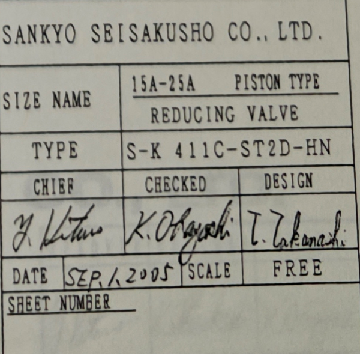 SANKYO SEISAKUSHO CO., LTD.
SIZE NAME 15A-25A PISTON TYPE
REDUCING VALVE
TYPE S-K 411C-ST2D-HN
CHIEF CHECKED DESIGN
Y. K. Obayashi T. Takanashi
DATE SEP, 1, 2005 SCALE FREE
SHEET NUMBER